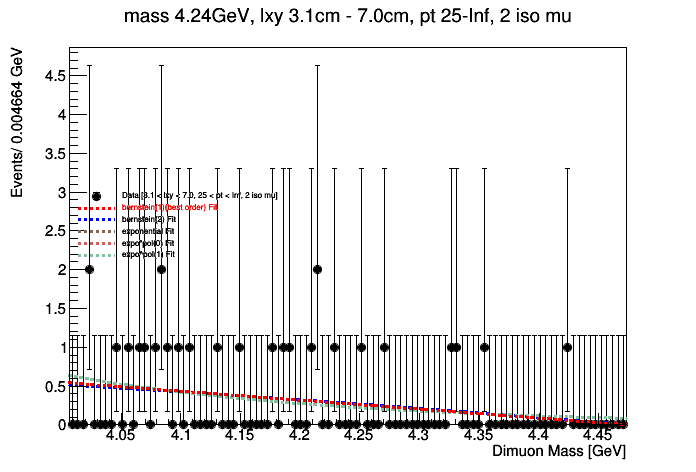 mass 4.24GeV, lxy 3.1cm - 7.0cm, pt 25-Inf, 2 iso mu
Events/ 0.004664 GeV
4.5
4
3.5
3
2.5
2
1.5
1
0.5
0
Data [3.1 < lxy < 7.0, 25 < pt < Inf, 2 iso mu]
bernstein[1](best order) Fit
bernstein[2] Fit
exponential Fit
expo*pol(0) Fit
expo*pol(1) Fit
4.05 4.1 4.15 4.2 4.25 4.3 4.35 4.4 4.45
Dimuon Mass [GeV]